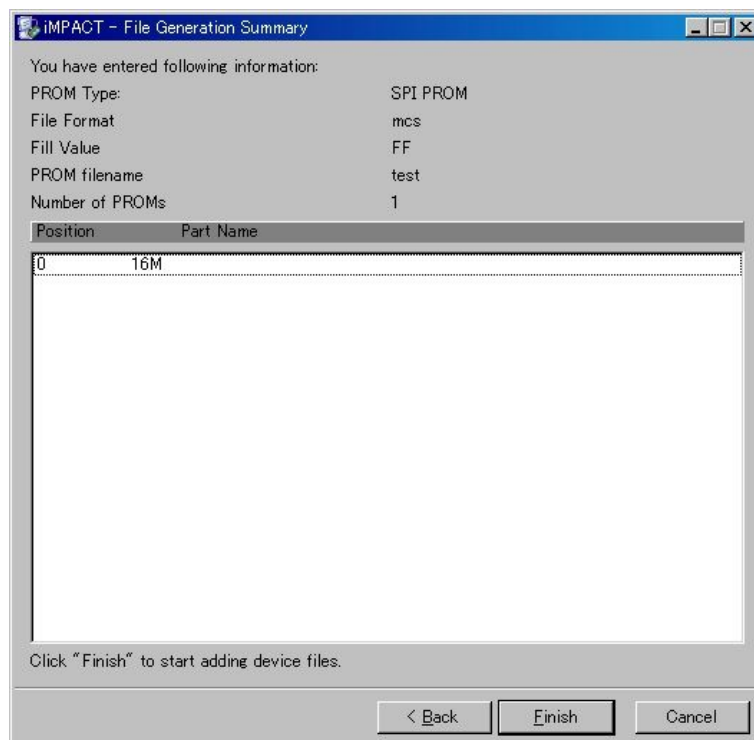 iMPACT - File Generation Summary
You have entered following information:
PROM Type: SPI PROM
File Format mcs
Fill Value FF
PROM filename test
Number of PROMs 1
Position Part Name
0 16M
Click "Finish" to start adding device files.
< Back Finish Cancel